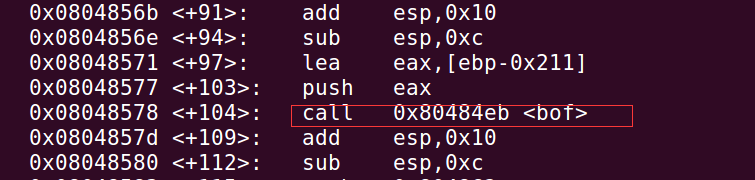 0x0804856b <+91>: add esp,0x10
0x0804856e <+94>: sub esp,0xc
0x08048571 <+97>: lea eax,[ebp-0x211]
0x08048577 <+103>: push eax
0x08048578 <+104>: call 0x80484eb <bof>
0x0804857d <+109>: add esp,0x10
0x08048580 <+112>: sub esp,0xc